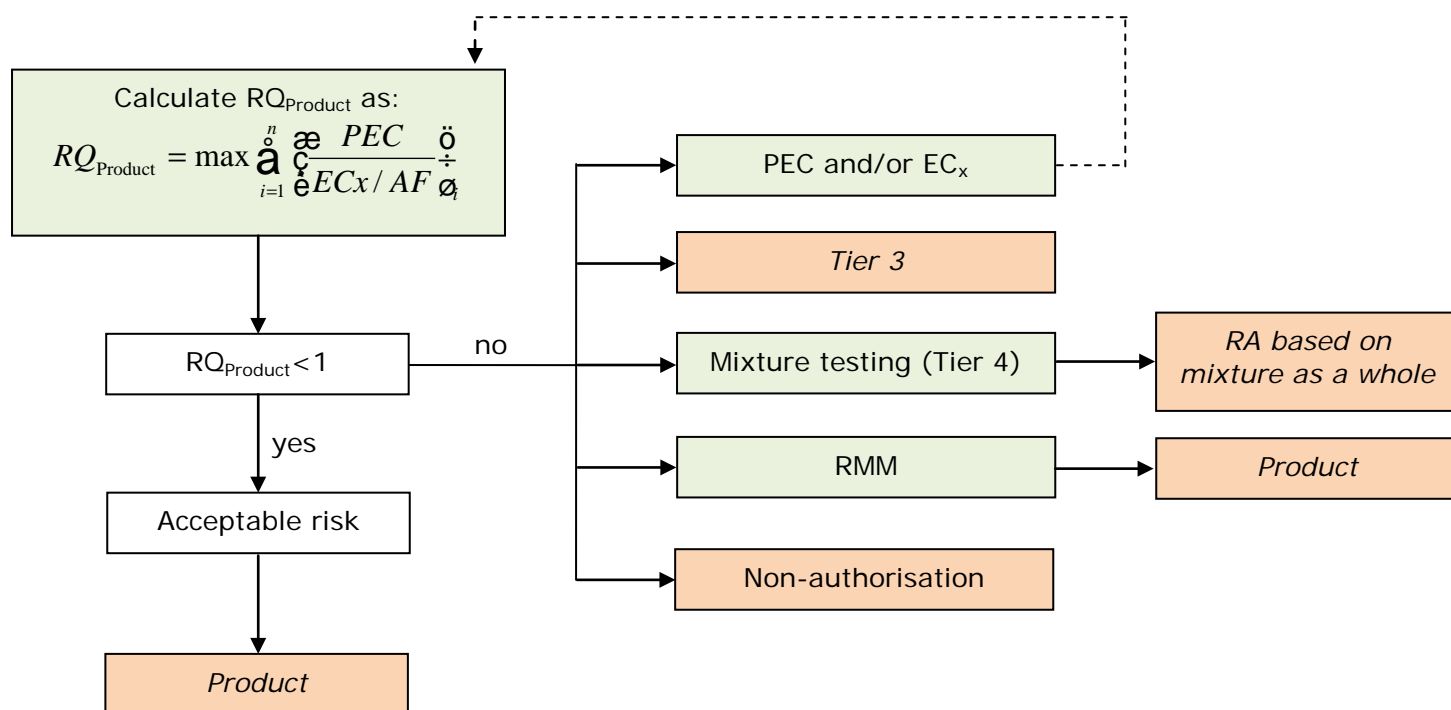 Calculate RQProduct as:
n
RQProduct = max å æ PEC ö
ç ÷
i=1 è ECx / AF ø i
PEC and/or ECx
Tier 3
RQProduct<1
no
Mixture testing (Tier 4)
RA based on
mixture as a whole
yes
RMM
Product
Acceptable risk
Non-authorisation
Product